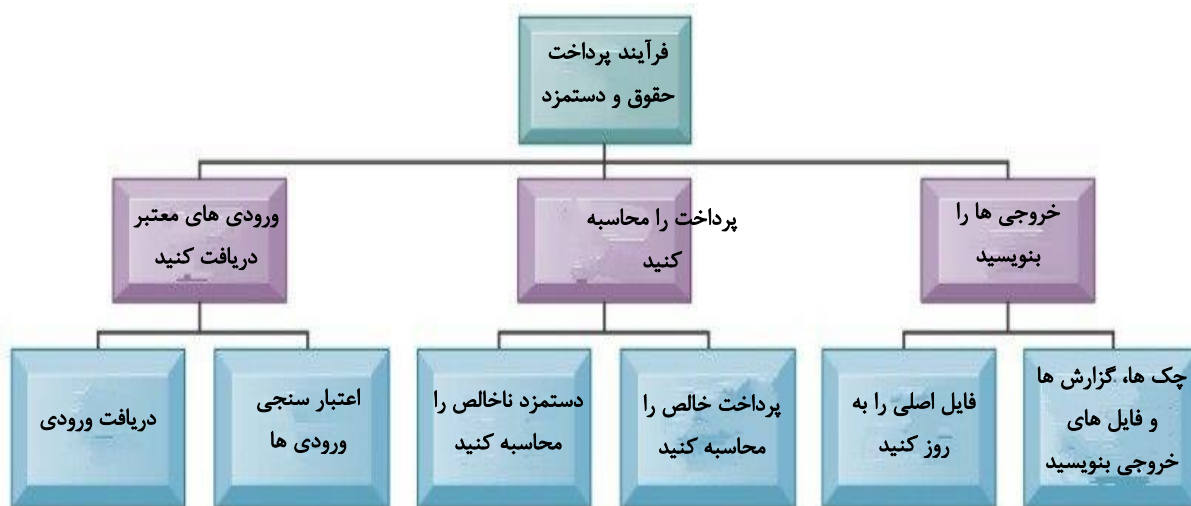 فرآیند پرداخت
حقوق و دستمزد
ورودی های معتبر
دریافت کنید
پرداخت را محاسبه
کنید
خروجی ها را
بنویسید
دریافت ورودی
اعتبار سنجی
ورودی ها
دستمزد ناخالص را
محاسبه کنید
پرداخت خالص را
محاسبه کنید
فایل اصلی را به
روز کنید
چک ها، گزارش ها
و فایل های
خروجی بنویسید